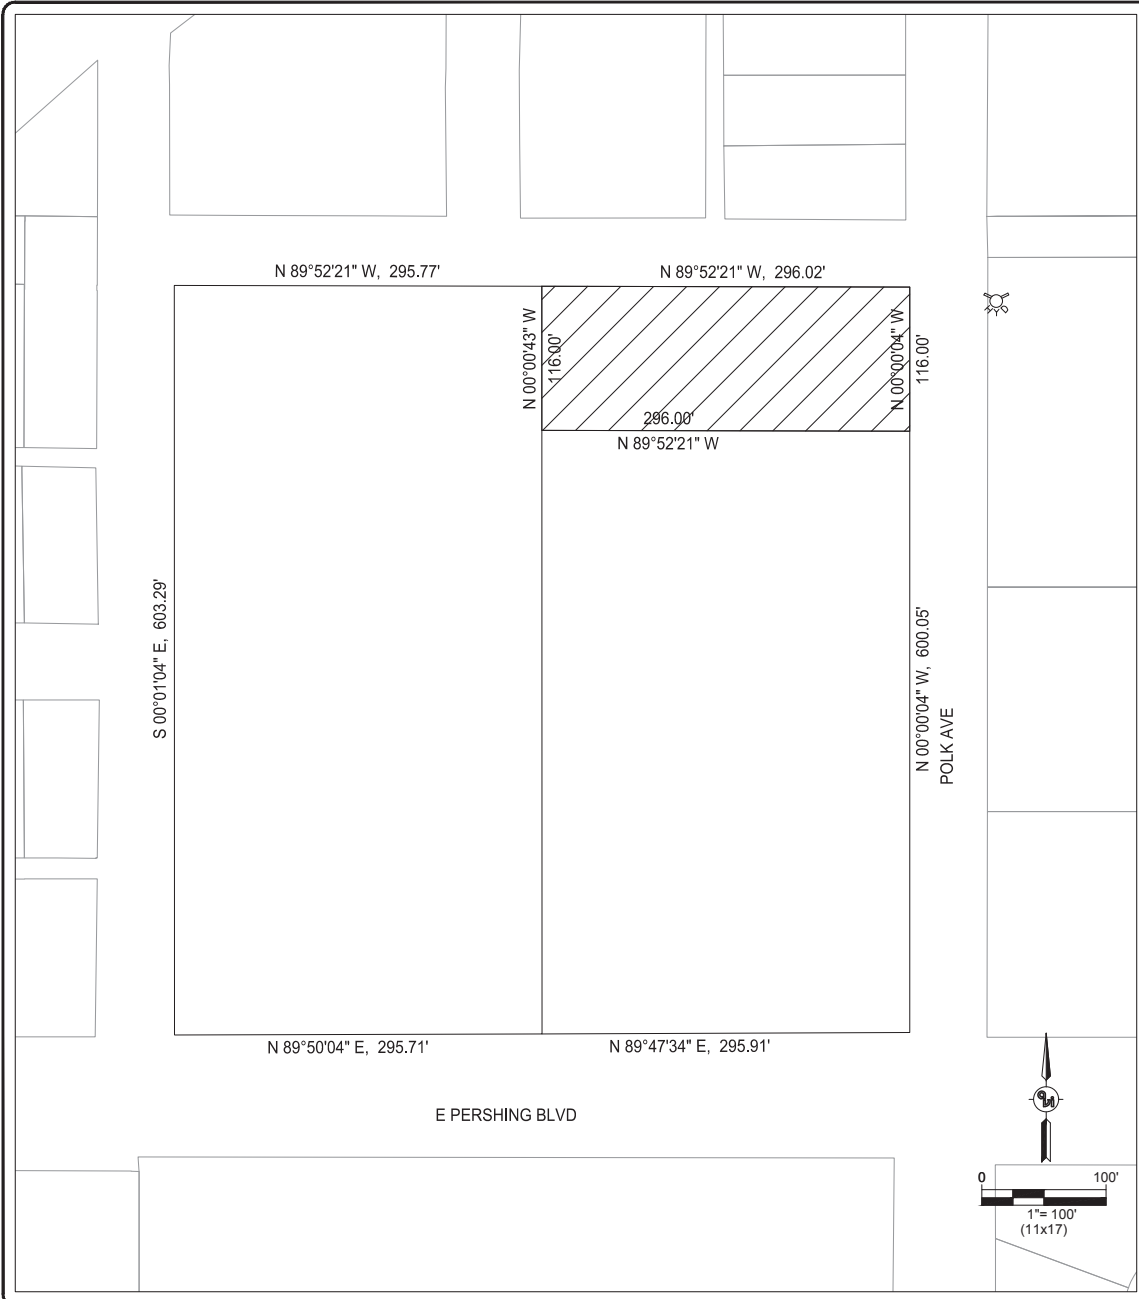 N 89°52'21" W, 295.77'
N 89°52'21" W, 296.02'
N 00°00'43" W
116.00'
N 00°00'04" W
116.00'
296.00'
N 89°52'21" W
S 00°01'04" E, 603.29'
N 00°00'04" W, 600.05'
POLK AVE
N 89°50'04" E, 295.71'
N 89°47'34" E, 295.91'
E PERSHING BLVD
0 100'
1"= 100'
(11x17)